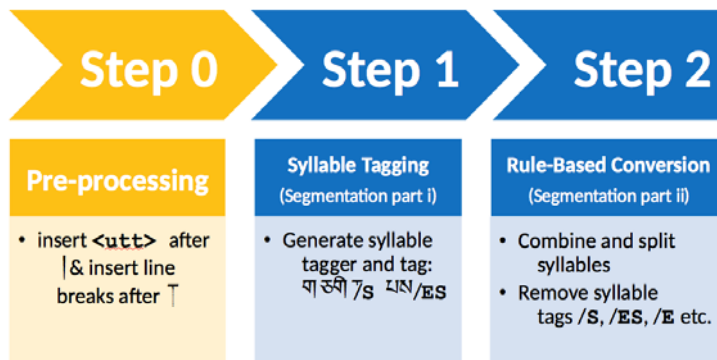 Step 0
Step 1
Step 2
Pre-processing
• insert <utt> after
།& insert line
breaks after
Syllable Tagging
(Segmentation part i)
• Generate syllable
tagger and tag:
/S པས/ES
Rule-Based Conversion
(Segmentation part ii)
• Combine and split
syllables
• Remove syllable
tags /S, /ES, /E etc.